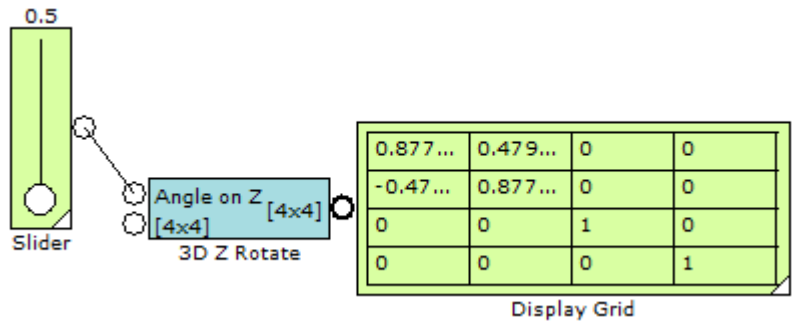 0.5
Slider
Angle on Z
[4x4]
[4x4]
3D Z Rotate
0.877... 0.479... 0 0
-0.47... 0.877... 0 0
0 0 1 0
0 0 0 1
Display Grid